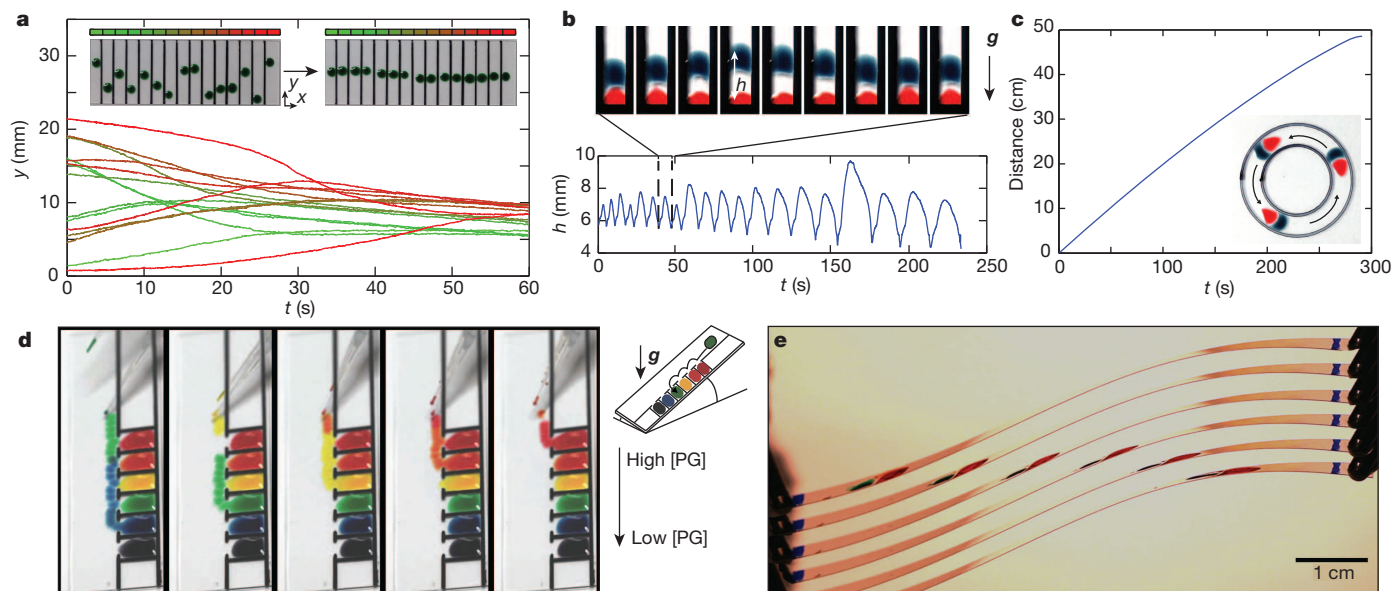 a
y
x
y (mm)
30
20
10
0
0 10 20 30 40 50 60
t (s)
b
h
g
h (mm)
10
8
6
4
0 50 100 150 200 250
t (s)
c
Distance (cm)
50
40
30
20
10
0
0 100 200 300
t (s)
d
g
High [PG]
Low [PG]
e
1 cm